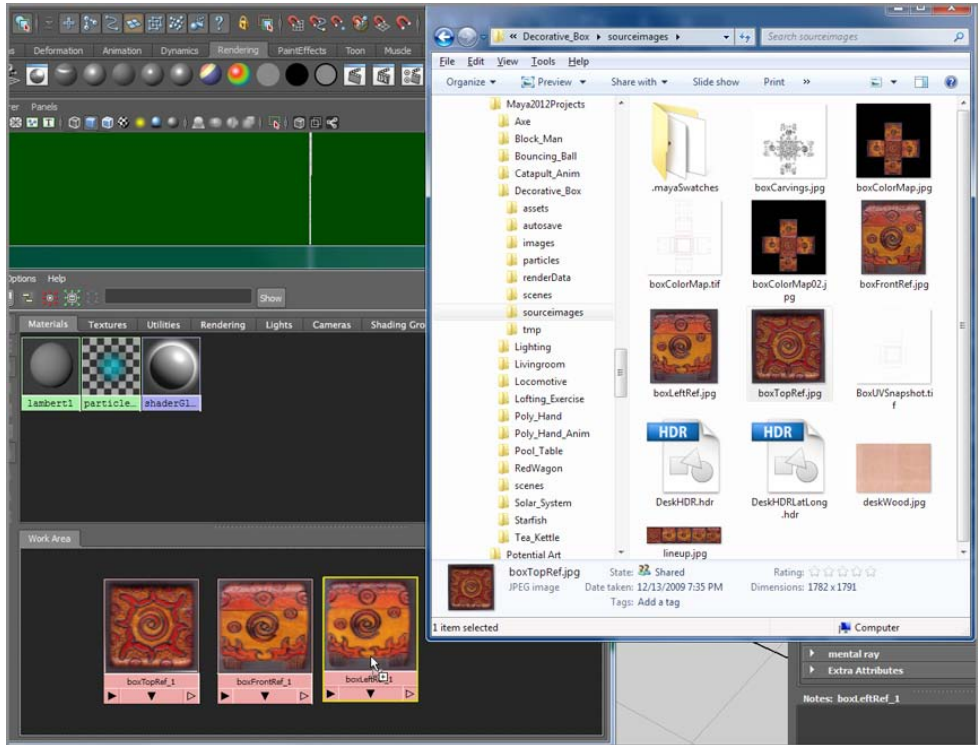 Deformation Animation Dynamics Rendering PaintEffects Toon Muscle
Panels
Options Help
Show
Materials Textures Utilities Rendering Lights Cameras Shading Gro
lambert1 particle... shaderGl...
Work Area
boxTopRef_1 boxFrontRef_1 boxLeftRef_1
« Decorative_Box ▸ sourceimages ▸
Search sourceimages
File Edit View Tools Help
Organize Preview Share with Slide show Print »
Maya2012Projects
Axe
Block_Man
Bouncing_Ball
Catapult_Anim
Decorative_Box
assets
autosave
images
particles
renderData
scenes
sourceimages
tmp
Lighting
Livingroom
Locomotive
Lofting_Exercise
Poly_Hand
Poly_Hand_Anim
Pool_Table
RedWagon
scenes
Solar_System
Starfish
Tea_Kettle
Potential Art
.mayaSwatches boxCarvings.jpg boxColorMap.jpg
boxColorMap.tif boxColorMap02.j
pg boxFrontRef.jpg
boxLeftRef.jpg boxTopRef.jpg BoxUVSnapshot.ti
f
HDR HDR
DeskHDR.hdr DeskHDRLatLong
.hdr deskWood.jpg
lineup.jpg
boxTopRef.jpg State: Shared Rating:
JPEG image Date taken: 12/13/2009 7:35 PM Dimensions: 1782 x 1791
Tags: Add a tag
1 item selected Computer
mental ray
Extra Attributes
Notes: boxLeftRef_1